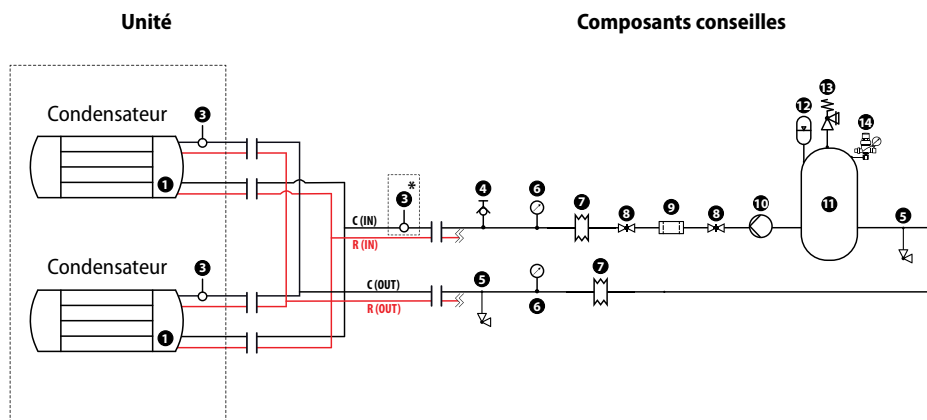 Unité
Composants conseilles
13
12
14
Condensateur
3
1
*
3
4
6
7
8
9
8
10
11
5
C (IN)
R (IN)
Condensateur
3
1
C (OUT)
R (OUT)
5
6
7